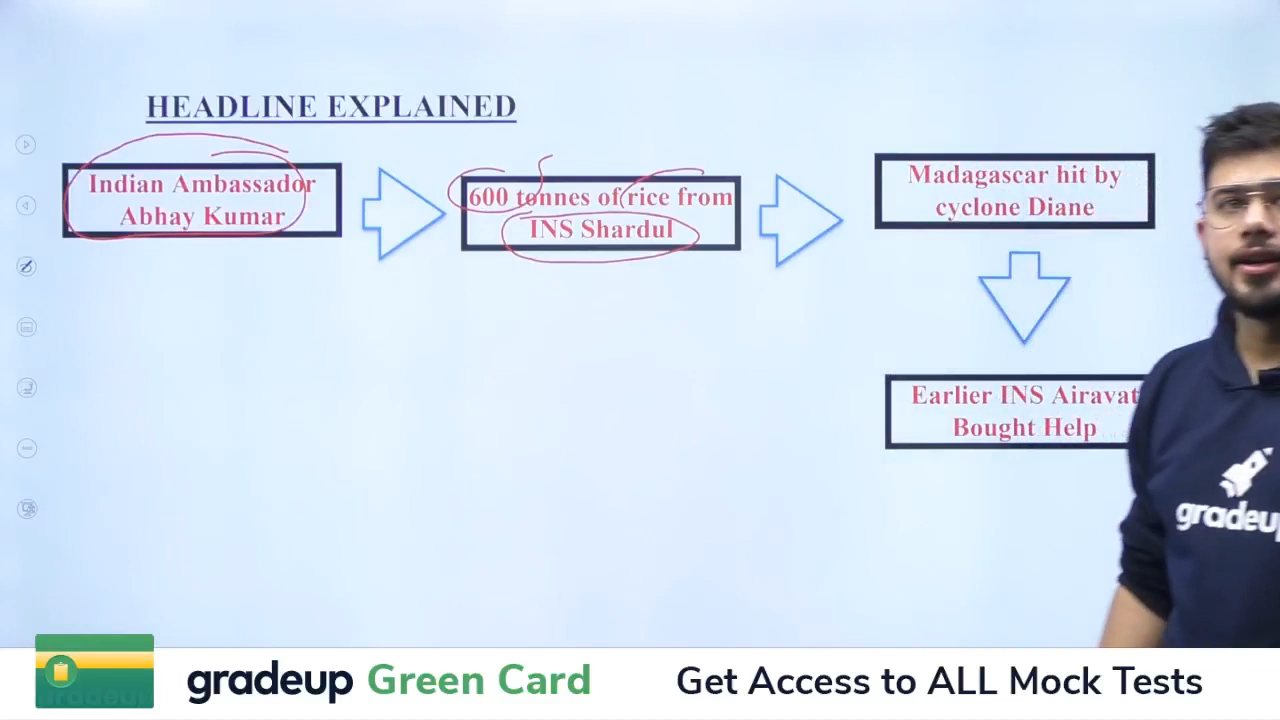 HEADLINE EXPLAINED
Indian Ambassador
Abhay Kumar
600 tonnes of rice from
INS Shardul
Madagascar hit by
cyclone Diane
Earlier INS Airavat
Bought Help
gradeup
gradeup Green Card
Get Access to ALL Mock Tests